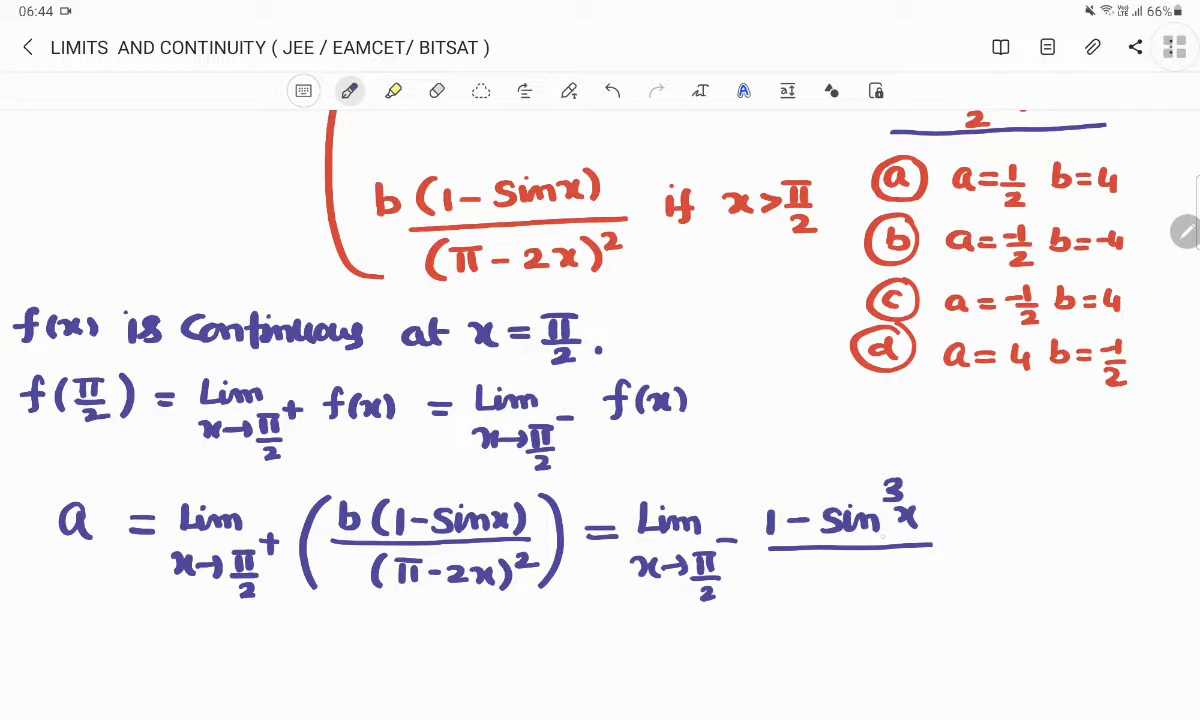 06:44 66%
LIMITS AND CONTINUITY ( JEE / EAMCET/ BITSAT )
2
b(1-Sinx)/(π-2x)² if x>π/2
a a=1/2 b=4
b a=-1/2 b=-4
c a=-1/2 b=4
d a=4 b=-1/2
f(x) is Continuous at x=π/2.
f(π/2) = Lim x→π/2+ f(x) = Lim x→π/2- f(x)
a = Lim x→π/2+ (b(1-Sinx)/(π-2x)²) = Lim x→π/2- 1-sin³x